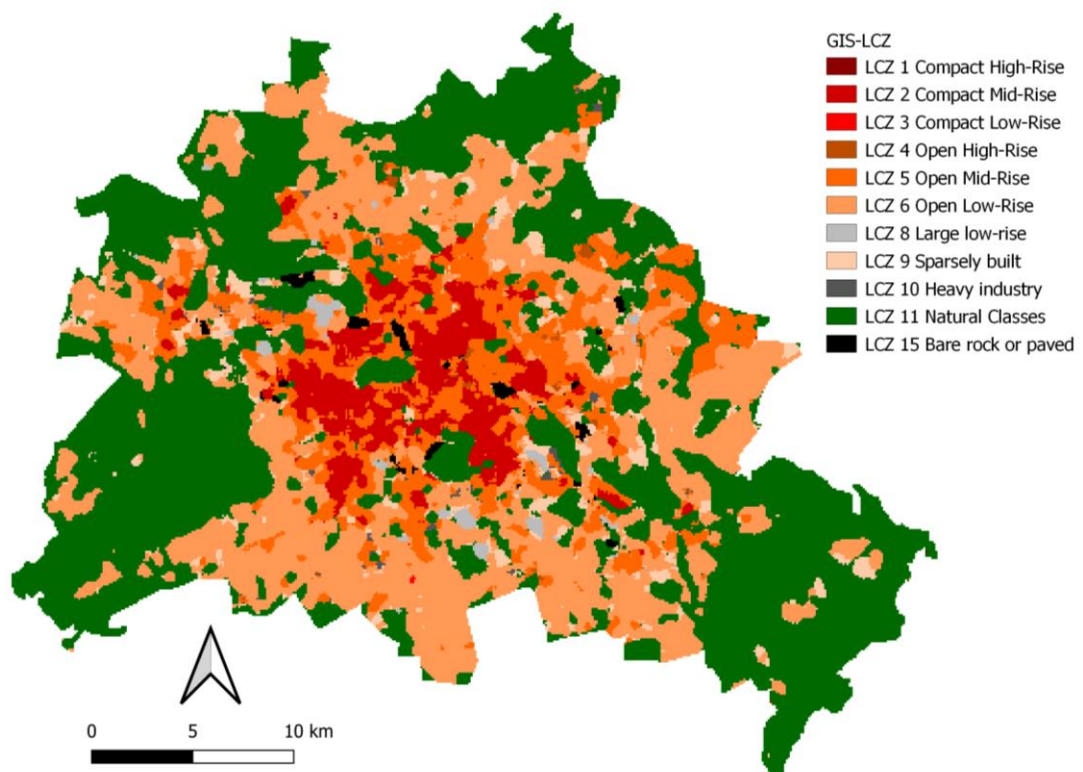 GIS-LCZ
LCZ 1 Compact High-Rise
LCZ 2 Compact Mid-Rise
LCZ 3 Compact Low-Rise
LCZ 4 Open High-Rise
LCZ 5 Open Mid-Rise
LCZ 6 Open Low-Rise
LCZ 8 Large low-rise
LCZ 9 Sparsely built
LCZ 10 Heavy industry
LCZ 11 Natural Classes
LCZ 15 Bare rock or paved
0 5 10 km